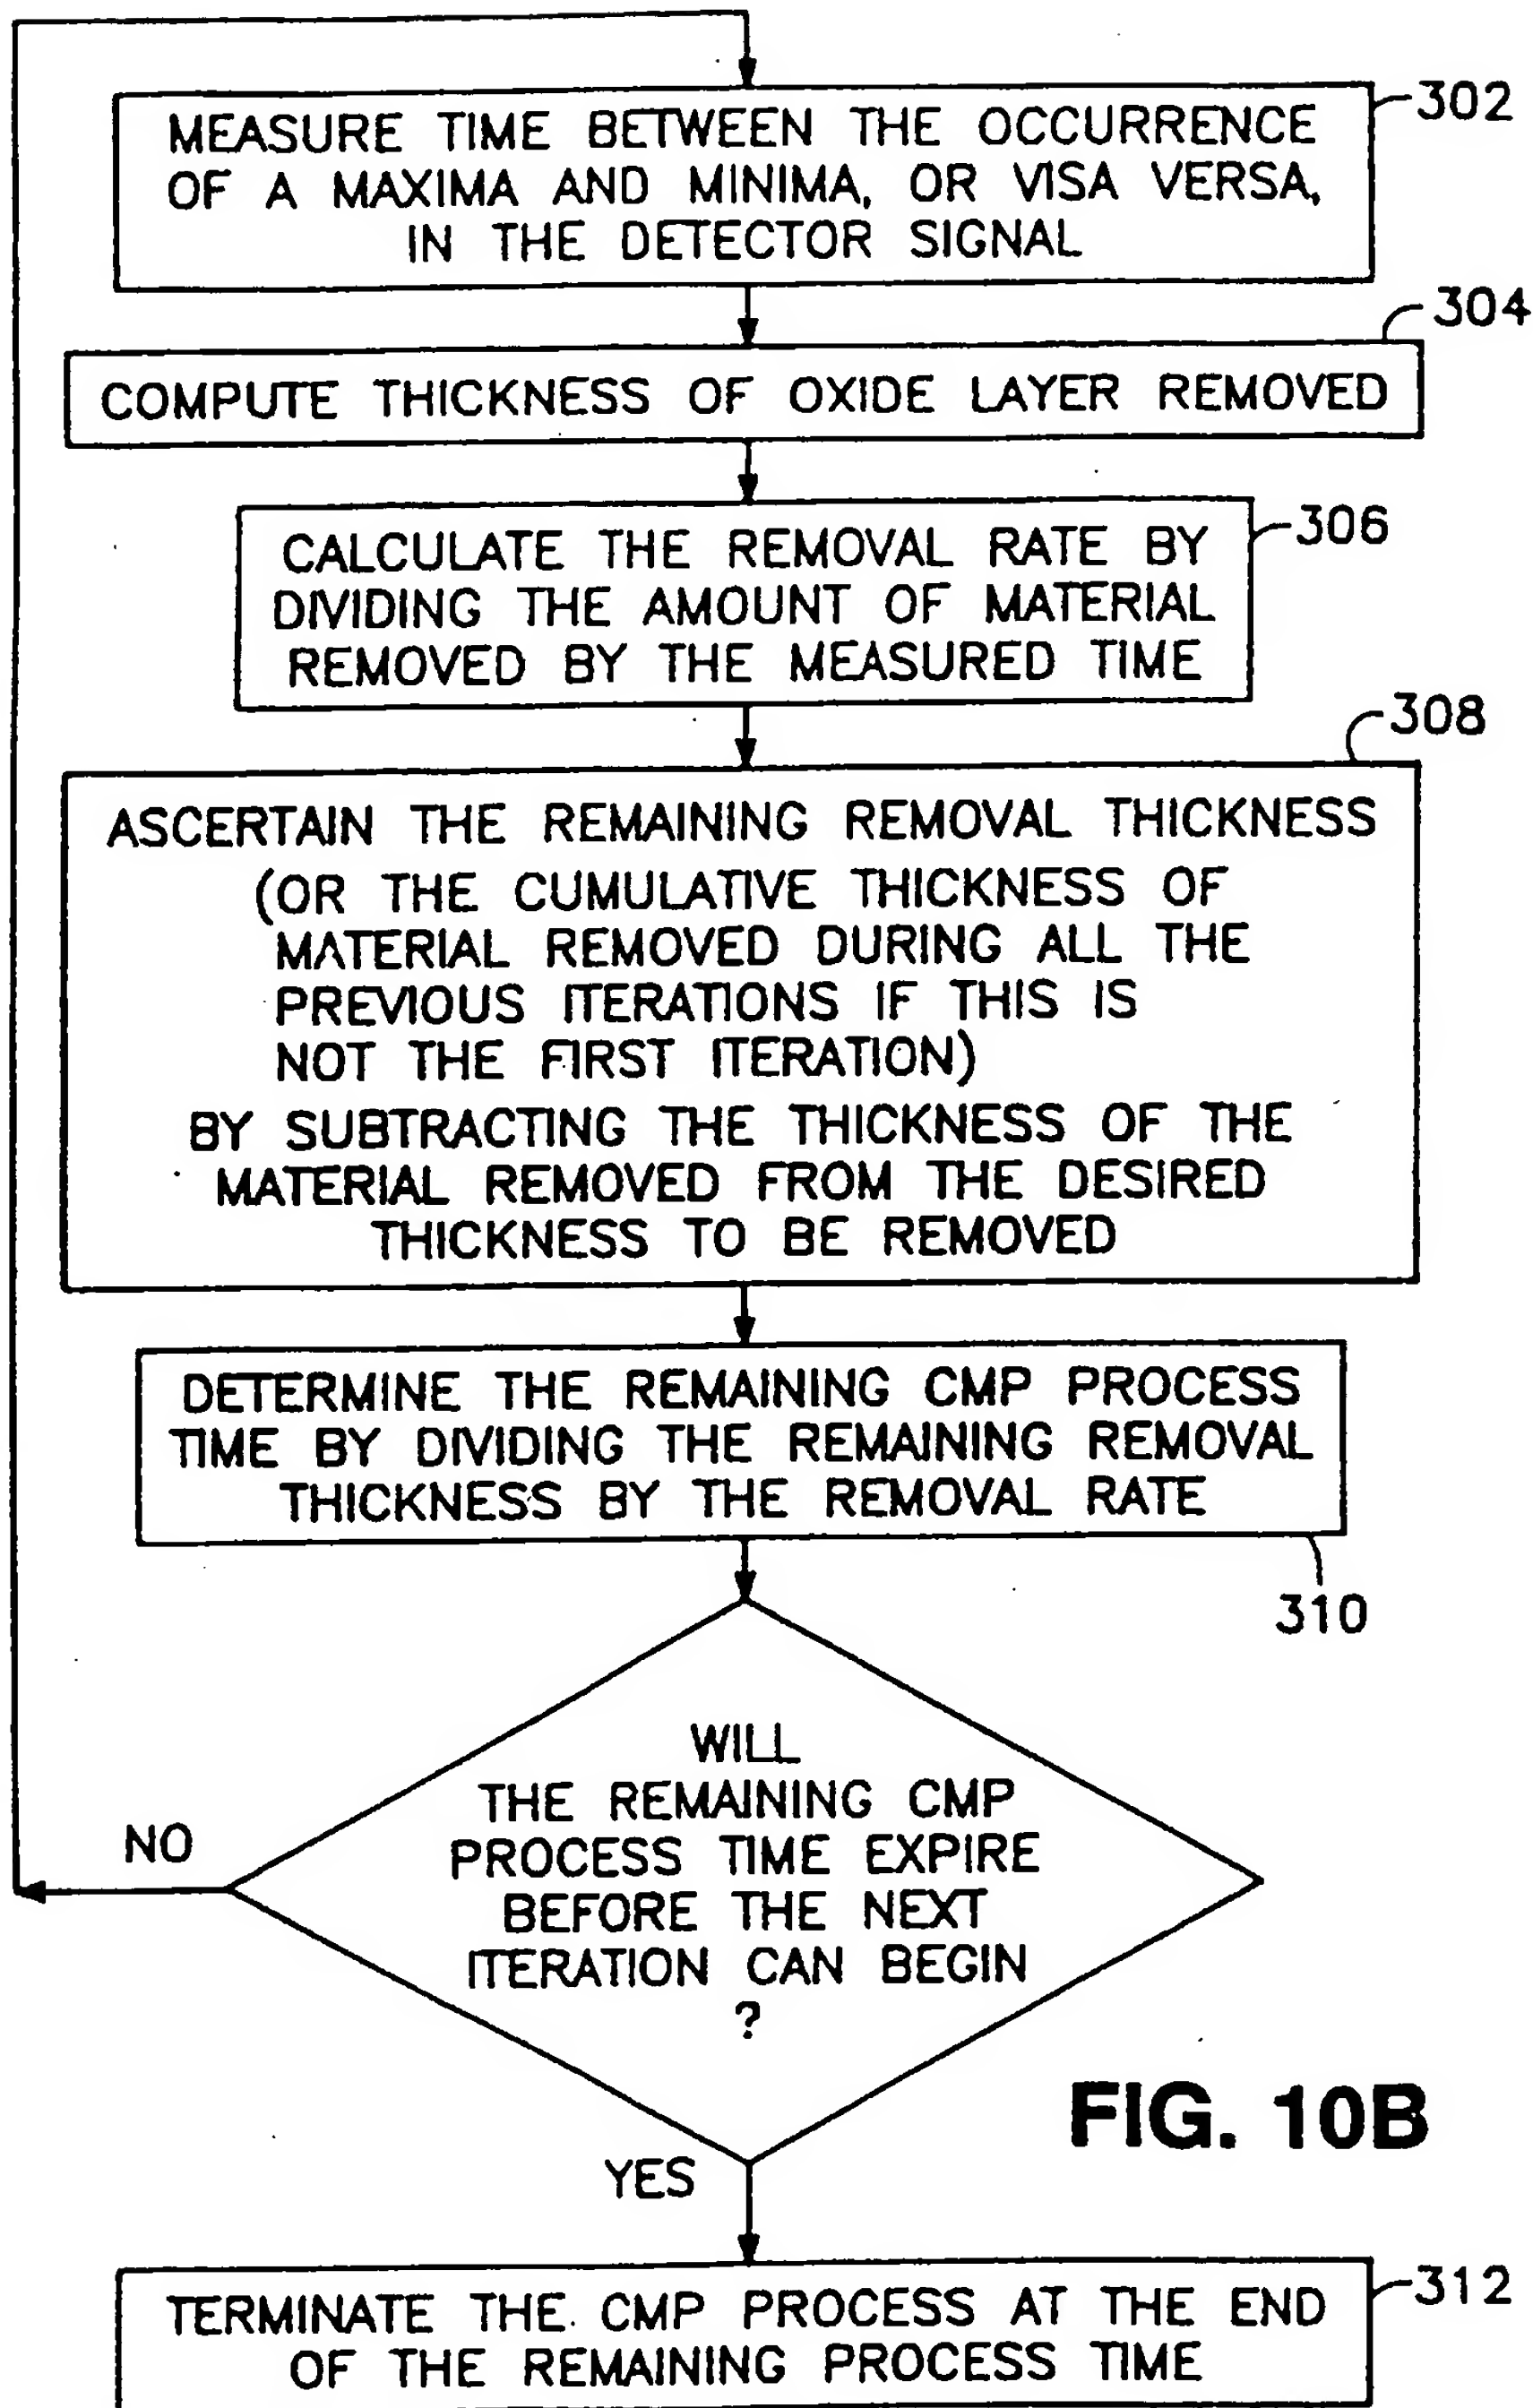 MEASURE TIME BETWEEN THE OCCURRENCE
OF A MAXIMA AND MINIMA, OR VISA VERSA,
IN THE DETECTOR SIGNAL
302
304
COMPUTE THICKNESS OF OXIDE LAYER REMOVED
306
CALCULATE THE REMOVAL RATE BY
DIVIDING THE AMOUNT OF MATERIAL
REMOVED BY THE MEASURED TIME
308
ASCERTAIN THE REMAINING REMOVAL THICKNESS
(OR THE CUMULATIVE THICKNESS OF
MATERIAL REMOVED DURING ALL THE
PREVIOUS ITERATIONS IF THIS IS
NOT THE FIRST ITERATION)
BY SUBTRACTING THE THICKNESS OF THE
MATERIAL REMOVED FROM THE DESIRED
THICKNESS TO BE REMOVED
DETERMINE THE REMAINING CMP PROCESS
TIME BY DIVIDING THE REMAINING REMOVAL
THICKNESS BY THE REMOVAL RATE
310
WILL
THE REMAINING CMP
PROCESS TIME EXPIRE
BEFORE THE NEXT
ITERATION CAN BEGIN
?
NO
FIG. 10B
YES
312
TERMINATE THE CMP PROCESS AT THE END
OF THE REMAINING PROCESS TIME